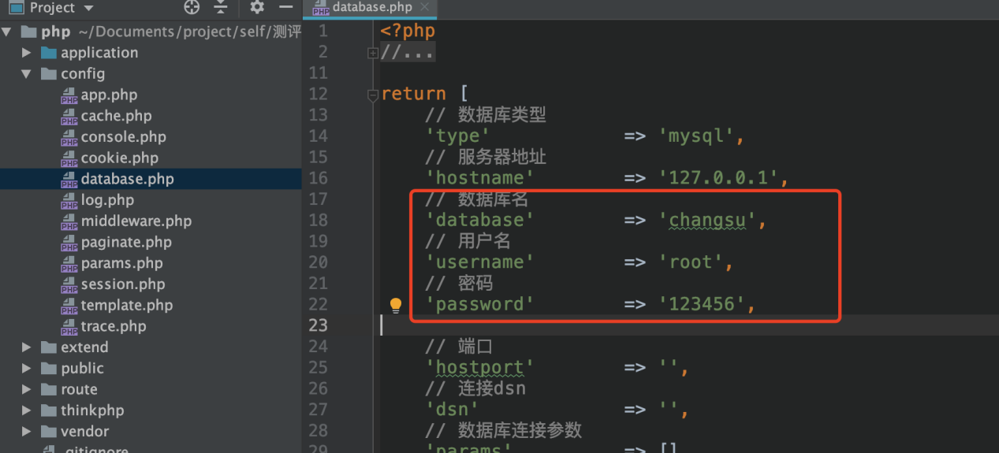 Project
php ~/Documents/project/self/测评
application
config
app.php
cache.php
console.php
cookie.php
database.php
log.php
middleware.php
paginate.php
params.php
session.php
template.php
trace.php
extend
public
route
thinkphp
vendor
.gitignore
database.php
1 <?php
2 //...
11
12 return [
13 // 数据库类型
14 'type' => 'mysql',
15 // 服务器地址
16 'hostname' => '127.0.0.1',
17 // 数据库名
18 'database' => 'changsu',
19 // 用户名
20 'username' => 'root',
21 // 密码
22 'password' => '123456',
23
24 // 端口
25 'hostport' => '',
26 // 连接dsn
27 'dsn' => '',
28 // 数据库连接参数
29 'params' => []